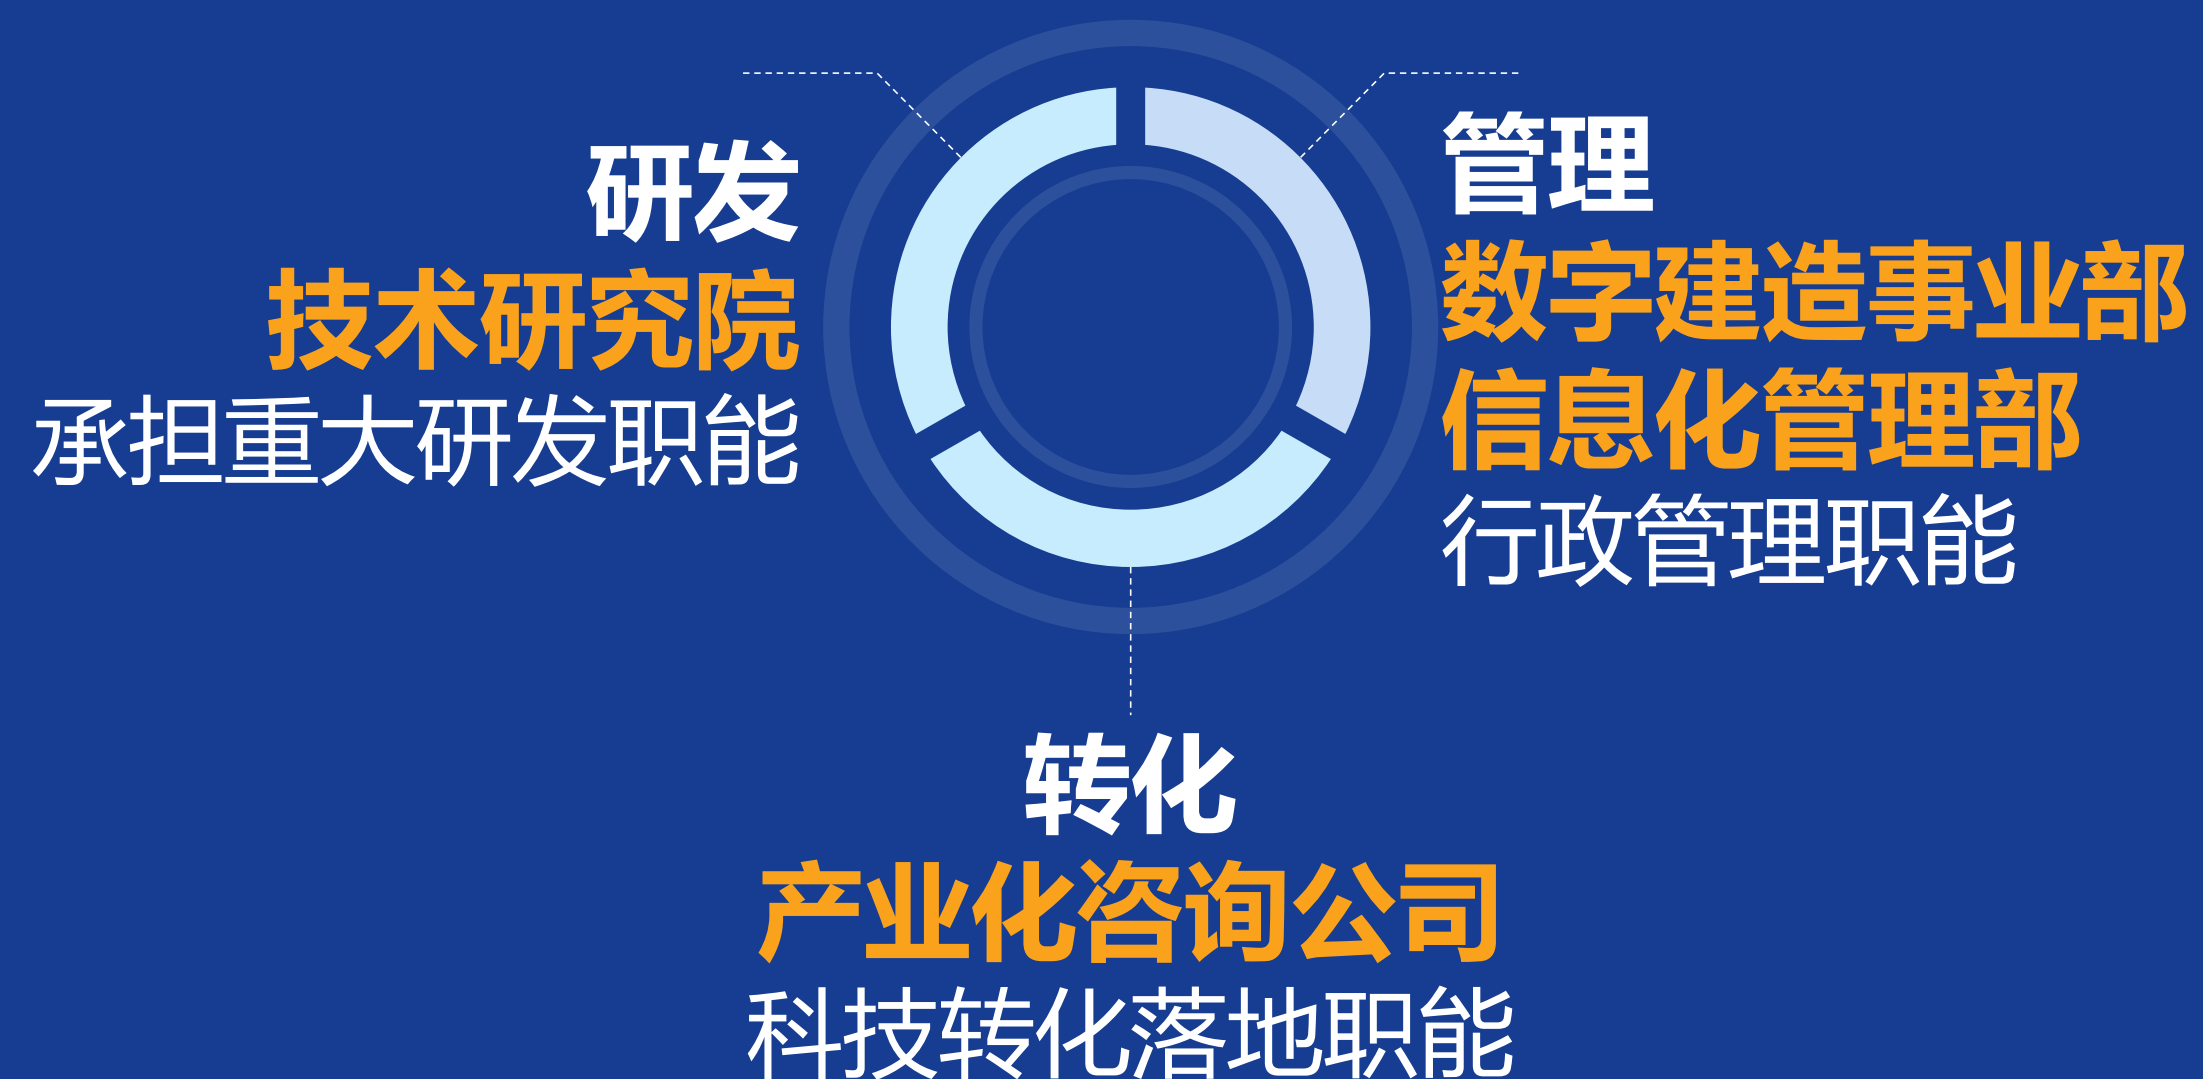 研发
技术研究院
承担重大研发职能
管理
数字建造事业部
信息化管理部
行政管理职能
转化
产业化咨询公司
科技转化落地职能